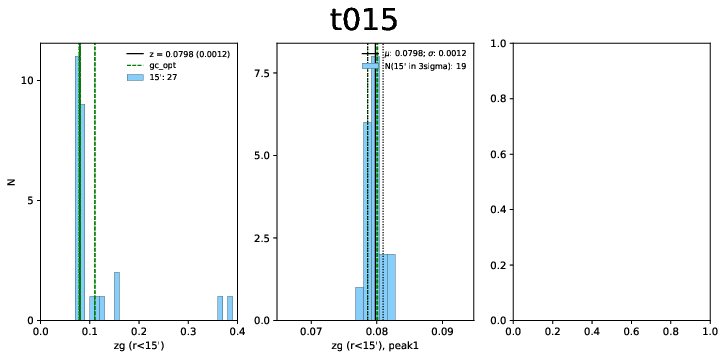 t015
z = 0.0798 (0.0012)
gc_opt
15': 27
10
5
0
N
0.0 0.1 0.2 0.3 0.4
zg (r<15')
μ: 0.0798; σ: 0.0012
N(15' in 3sigma): 19
7.5
5.0
2.5
0.0
0.07 0.08 0.09
zg (r<15'), peak1
1.0
0.8
0.6
0.4
0.2
0.0
0.0 0.2 0.4 0.6 0.8 1.0